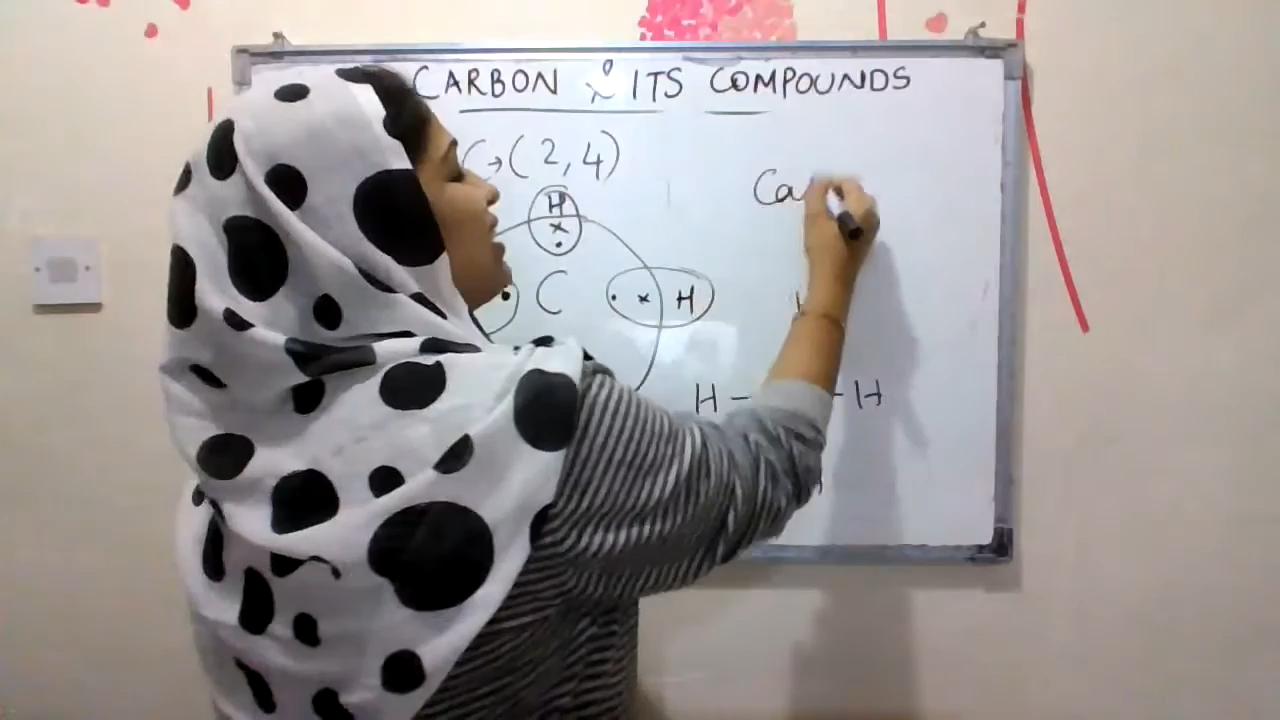 CARBON & ITS COMPOUNDS
C→(2,4)
Ca
H
C
H
H - - H